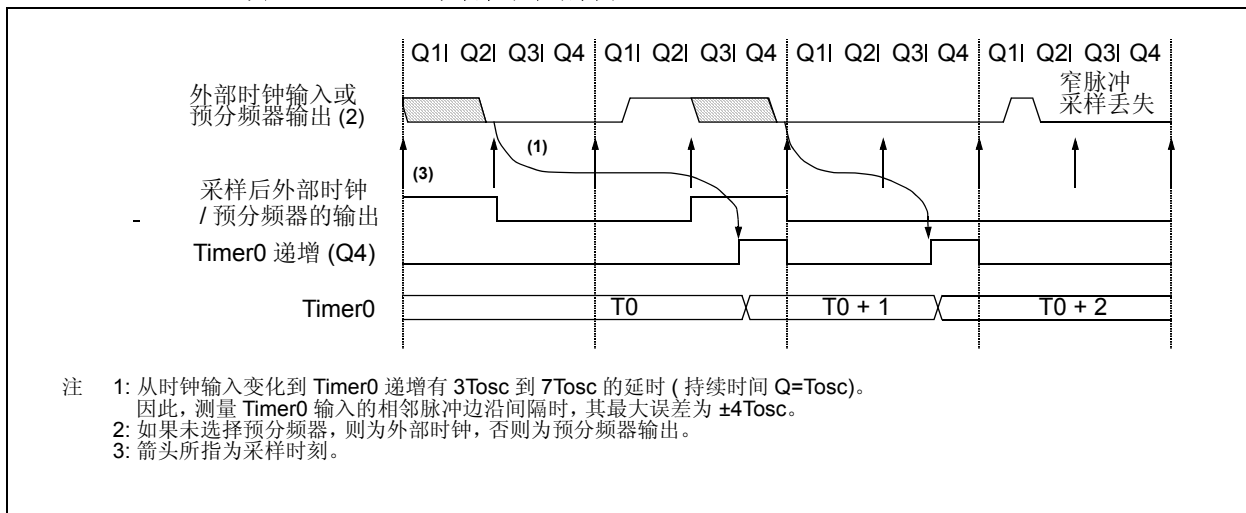 Q1| Q2| Q3| Q4 Q1| Q2| Q3| Q4 Q1| Q2| Q3| Q4 Q1| Q2| Q3| Q4
外部时钟输入或
预分频器输出 (2)
窄脉冲
采样丢失
(1)
(3)
采样后外部时钟
/ 预分频器的输出
Timer0 递增 (Q4)
Timer0 T0 T0 + 1 T0 + 2
注 1: 从时钟输入变化到 Timer0 递增有 3Tosc 到 7Tosc 的延时 ( 持续时间 Q=Tosc)。
因此, 测量 Timer0 输入的相邻脉冲边沿间隔时, 其最大误差为 ±4Tosc。
2: 如果未选择预分频器, 则为外部时钟, 否则为预分频器输出。
3: 箭头所指为采样时刻。